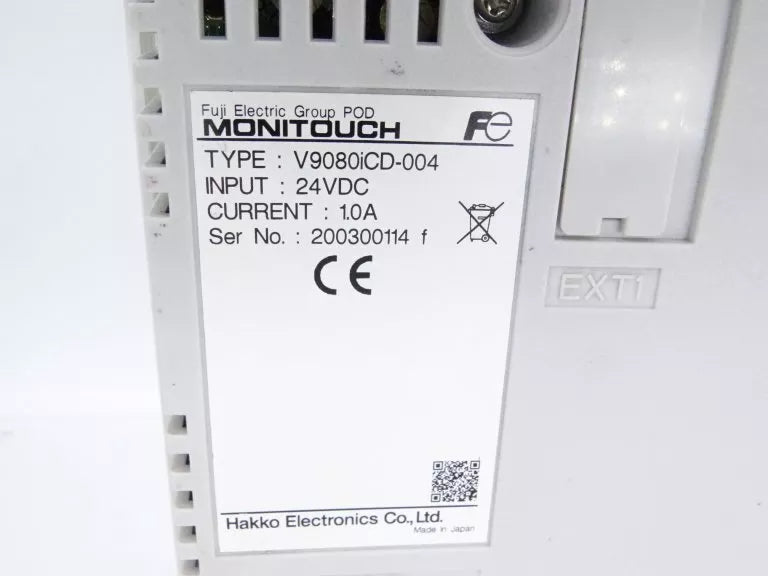 Fuji Electric Group POD
MONITOUCH
Fe
TYPE : V9080iCD-004
INPUT : 24VDC
CURRENT : 1.0A
Ser No. : 200300114 f
CE
EXT1
Hakko Electronics Co., Ltd.
Made in Japan